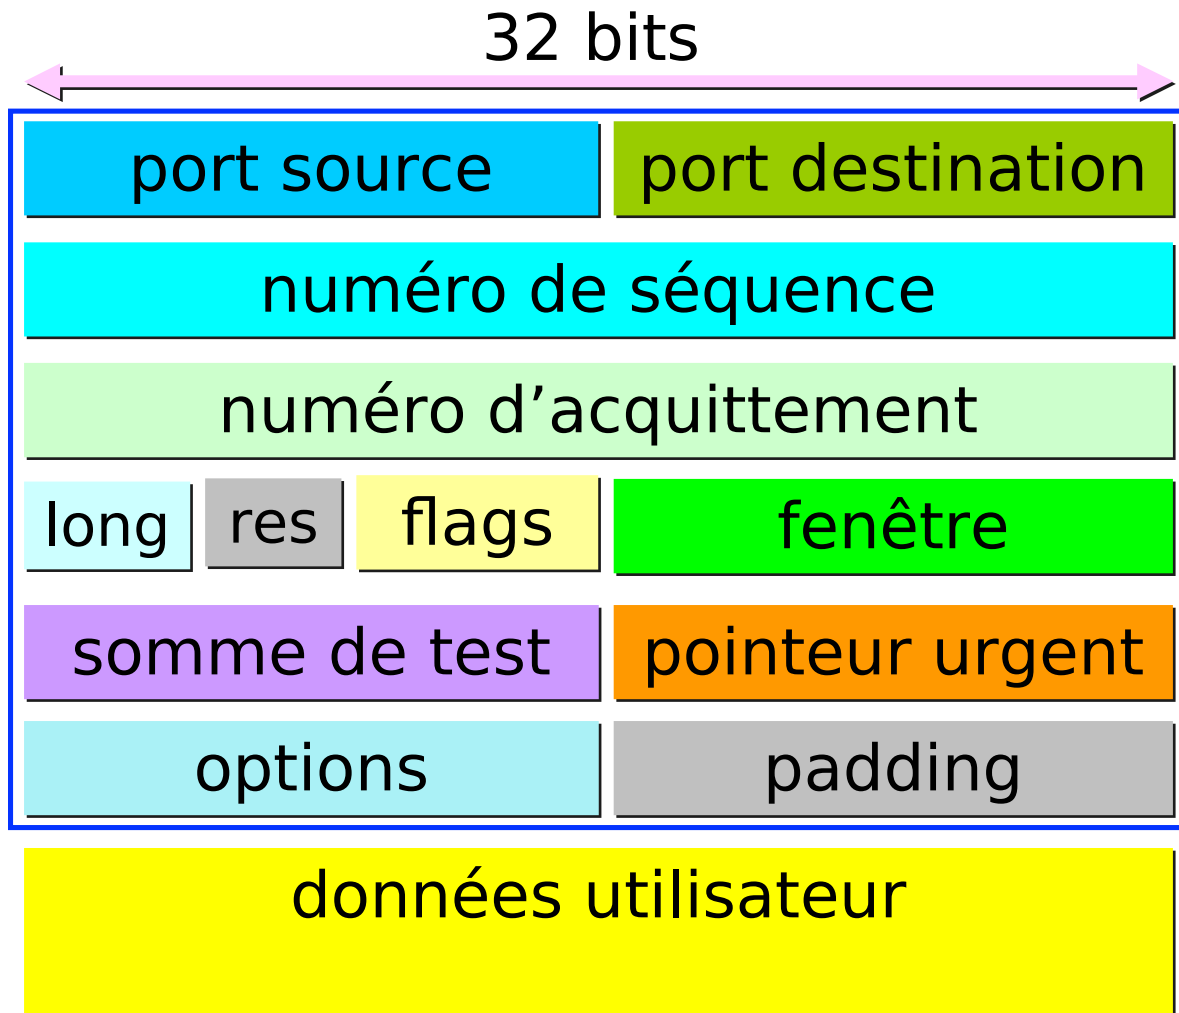 32 bits
port source
port destination
numéro de séquence
numéro d’acquittement
long
res
flags
fenêtre
somme de test
pointeur urgent
options
padding
données utilisateur